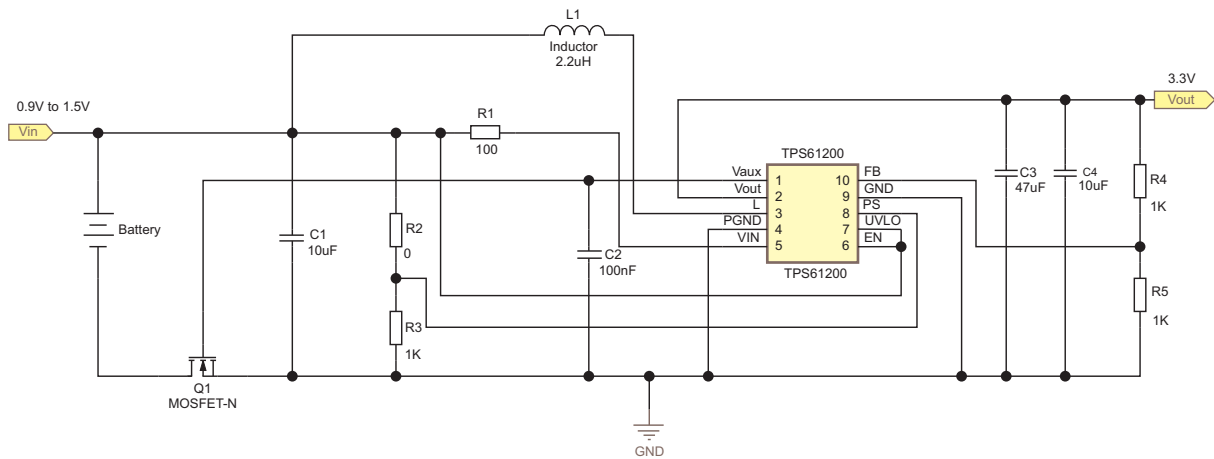 L1
Inductor
2.2uH
0.9V to 1.5V
3.3V
Vin
Vout
R1
100
TPS61200
Vaux
1
10
FB
Vout
2
9
GND
L
3
8
PS
PGND
4
7
UVLO
VIN
5
6
EN
TPS61200
C3
47uF
C4
10uF
R4
1K
Battery
C1
10uF
R2
0
C2
100nF
R5
1K
R3
1K
Q1
MOSFET-N
GND